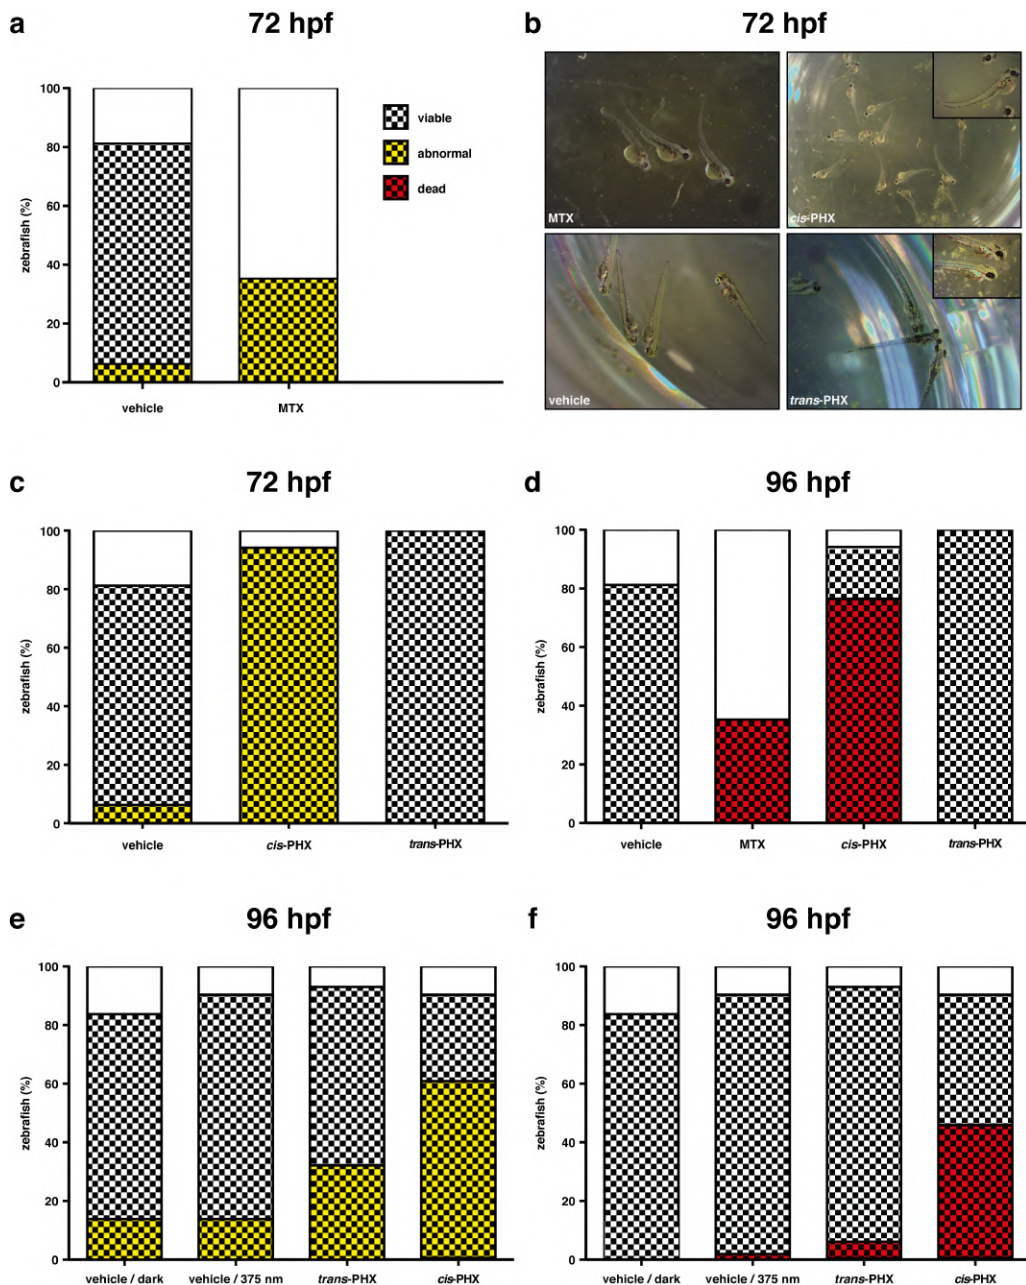 a
72 hpf
100
80
60
40
20
0
zebrafish (%)
vehicle
MTX
viable
abnormal
dead
b
72 hpf
MTX
cis-PHX
vehicle
trans-PHX
c
72 hpf
100
80
60
40
20
0
zebrafish (%)
vehicle
cis-PHX
trans-PHX
d
96 hpf
100
80
60
40
20
0
zebrafish (%)
vehicle
MTX
cis-PHX
trans-PHX
e
96 hpf
100
80
60
40
20
0
zebrafish (%)
vehicle / dark
vehicle / 375 nm
trans-PHX
cis-PHX
f
96 hpf
100
80
60
40
20
0
zebrafish (%)
vehicle / dark
vehicle / 375 nm
trans-PHX
cis-PHX